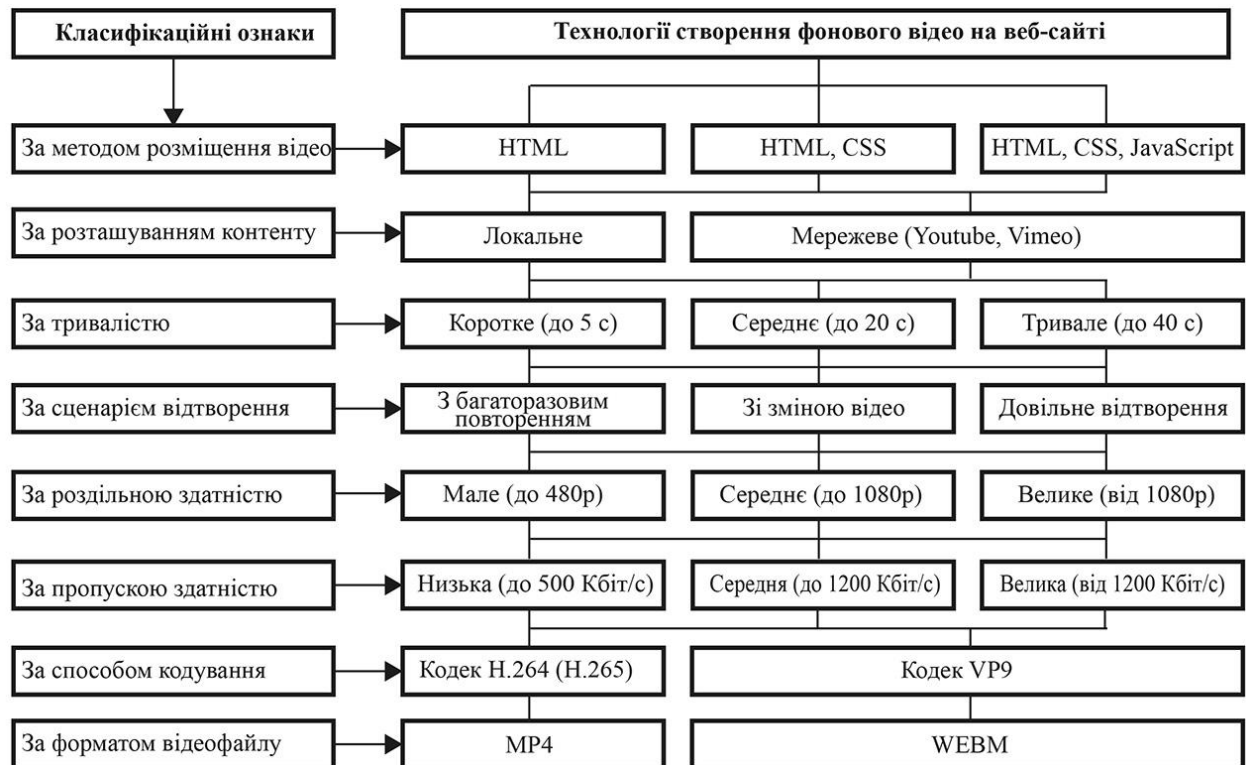 Класифікаційні ознаки
Технології створення фонового відео на веб-сайті
За методом розміщення відео
HTML
HTML, CSS
HTML, CSS, JavaScript
За розташуванням контенту
Локальне
Мережеве (Youtube, Vimeo)
За тривалістю
Коротке (до 5 с)
Середнє (до 20 с)
Тривале (до 40 с)
За сценарієм відтворення
З багаторазовим
повторенням
Зі зміною відео
Довільне відтворення
За роздільною здатністю
Мале (до 480p)
Середнє (до 1080p)
Велике (від 1080p)
За пропускою здатністю
Низька (до 500 Кбіт/с)
Середня (до 1200 Кбіт/с)
Велика (від 1200 Кбіт/с)
За способом кодування
Кодек H.264 (H.265)
Кодек VP9
За форматом відеофайлу
MP4
WEBM